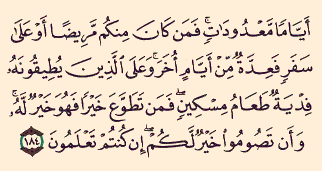 أَيَّامًا مَّعْدُودَٰتٍۚ فَمَن كَانَ مِنكُم مَّرِيضًا أَوْ عَلَىٰ
سَفَرٍ فَعِدَّةٌ مِّنْ أَيَّامٍ أُخَرَۚ وَعَلَى ٱلَّذِينَ يُطِيقُونَهُۥ
فِدْيَةٌ طَعَامُ مِسْكِينٍۖ فَمَن تَطَوَّعَ خَيْرًا فَهُوَ خَيْرٌ لَّهُۥۚ
وَأَن تَصُومُوا۟ خَيْرٌ لَّكُمْۖ إِن كُنتُمْ تَعْلَمُونَ ١٨٤